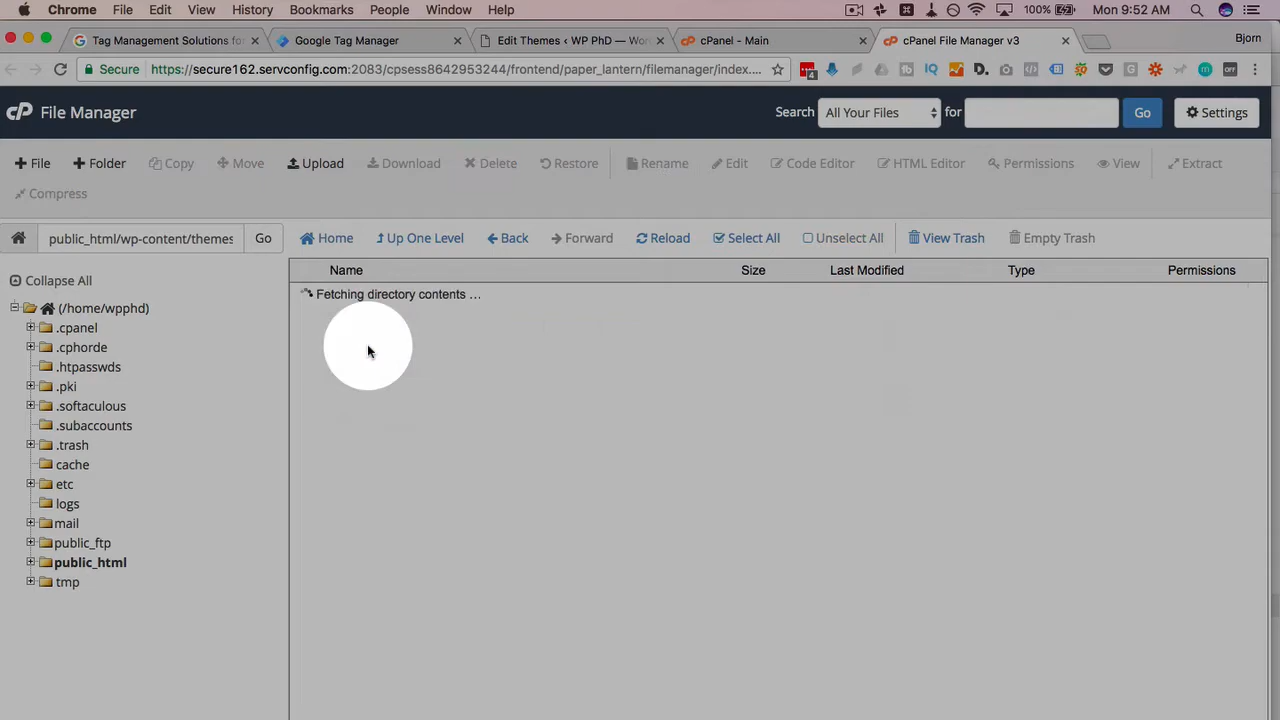 Chrome File Edit View History Bookmarks People Window Help 100% Mon 9:52 AM
Tag Management Solutions for Google Tag Manager Edit Themes ‹ WP PhD — Wor cPanel - Main cPanel File Manager v3 Bjorn
Secure https://secure162.servconfig.com:2083/cpsess8642953244/frontend/paper_lantern/filemanager/index.... 4 D. OFF
cP File Manager Search All Your Files for Go Settings
File Folder Copy Move Upload Download Delete Restore Rename Edit Code Editor HTML Editor Permissions View Extract
Compress
public_html/wp-content/themes Go Home Up One Level Back Forward Reload Select All Unselect All View Trash Empty Trash
Collapse All
Name Size Last Modified Type Permissions
Fetching directory contents ...
(/home/wpphd)
.cpanel
.cphorde
.htpasswds
.pki
.softaculous
.subaccounts
.trash
cache
etc
logs
mail
public_ftp
public_html
tmp